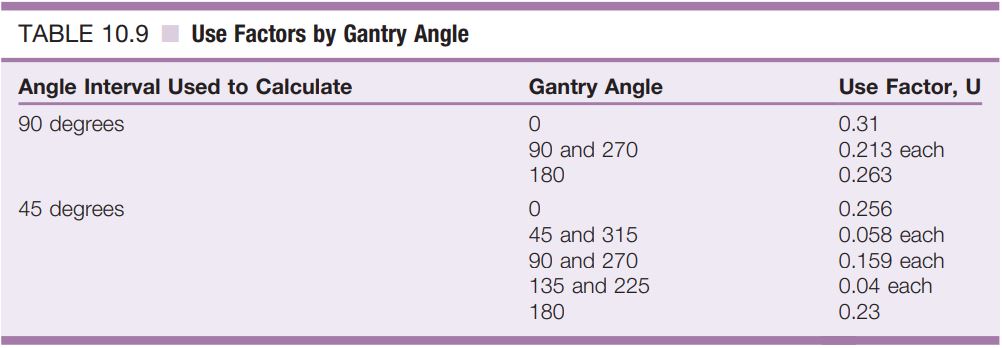 TABLE 10.9 Use Factors by Gantry Angle
Angle Interval Used to Calculate Gantry Angle Use Factor, U
90 degrees 0 0.31
90 and 270 0.213 each
180 0.263
45 degrees 0 0.256
45 and 315 0.058 each
90 and 270 0.159 each
135 and 225 0.04 each
180 0.23